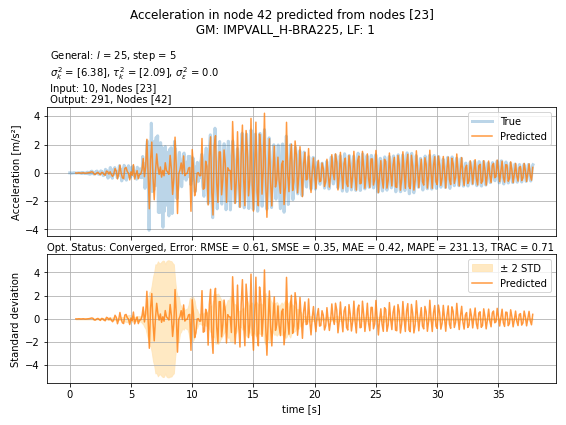 Acceleration in node 42 predicted from nodes [23]
GM: IMPVALL_H-BRA225, LF: 1
General: l = 25, step = 5
σ²ₖ = [6.38], τ²ₖ = [2.09], σ²ε = 0.0
Input: 10, Nodes [23]
Output: 291, Nodes [42]
Acceleration [m/s²]
4
2
0
−2
−4
True
Predicted
Opt. Status: Converged, Error: RMSE = 0.61, SMSE = 0.35, MAE = 0.42, MAPE = 231.13, TRAC = 0.71
Standard deviation
4
2
0
−2
−4
± 2 STD
Predicted
0 5 10 15 20 25 30 35
time [s]